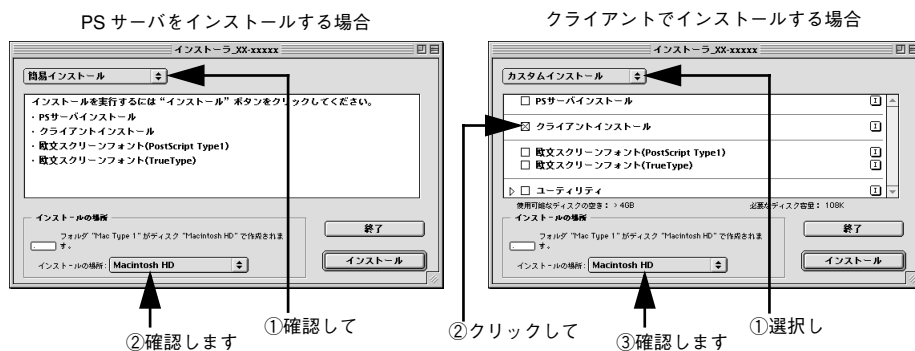 PS サーバをインストールする場合
インストーラ_XX-xxxxx
簡易インストール
インストールを実行するには“インストール”ボタンをクリックしてください。
・PSサーバインストール
・クライアントインストール
・欧文スクリーンフォント(PostScript Type1)
・欧文スクリーンフォント(TrueType)
インストールの場所
フォルダ “Mac Type 1” がディスク “Macintosh HD” で作成されま
す。
インストールの場所: Macintosh HD
終了
インストール
①確認して
②確認します
クライアントでインストールする場合
インストーラ_XX-xxxxx
カスタムインストール
PSサーバインストール
クライアントインストール
欧文スクリーンフォント(PostScript Type1)
欧文スクリーンフォント(TrueType)
ユーティリティ
使用可能なディスクの空き: > 4GB
必要なディスク容量: 108K
インストールの場所
フォルダ “Mac Type 1” がディスク “Macintosh HD” で作成されま
す。
インストールの場所: Macintosh HD
終了
インストール
①選択し
②クリックして
③確認します